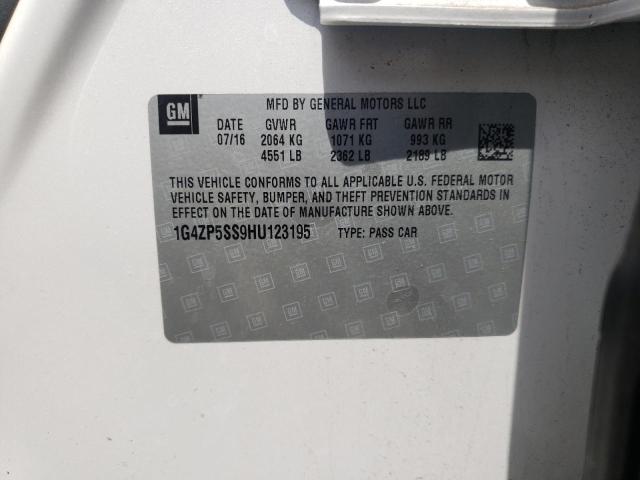 GM MFD BY GENERAL MOTORS LLC
DATE GVWR GAWR FRT GAWR RR
07/16 2064 KG 1071 KG 993 KG
4551 LB 2362 LB 2189 LB
THIS VEHICLE CONFORMS TO ALL APPLICABLE U.S. FEDERAL MOTOR
VEHICLE SAFETY, BUMPER, AND THEFT PREVENTION STANDARDS
IN EFFECT ON THE DATE OF MANUFACTURE SHOWN ABOVE.
1G4ZP5SS9HU123195 TYPE: PASS CAR